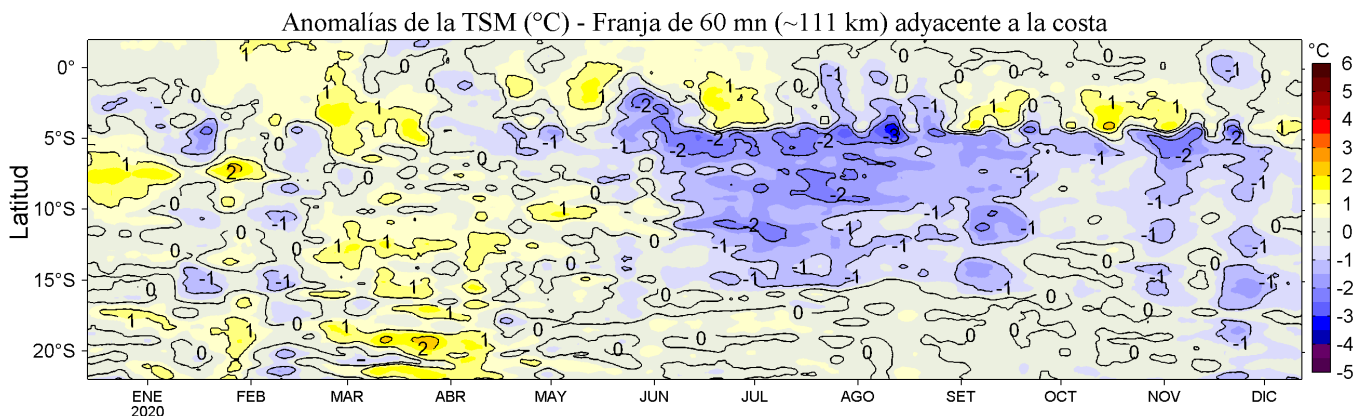 Anomalías de la TSM (°C) - Franja de 60 mn (~111 km) adyacente a la costa
°C
Latitud
0°
5°S
10°S
15°S
20°S
6
5
4
3
2
1
0
-1
-2
-3
-4
-5
ENE FEB MAR ABR MAY JUN JUL AGO SET OCT NOV DIC
2020